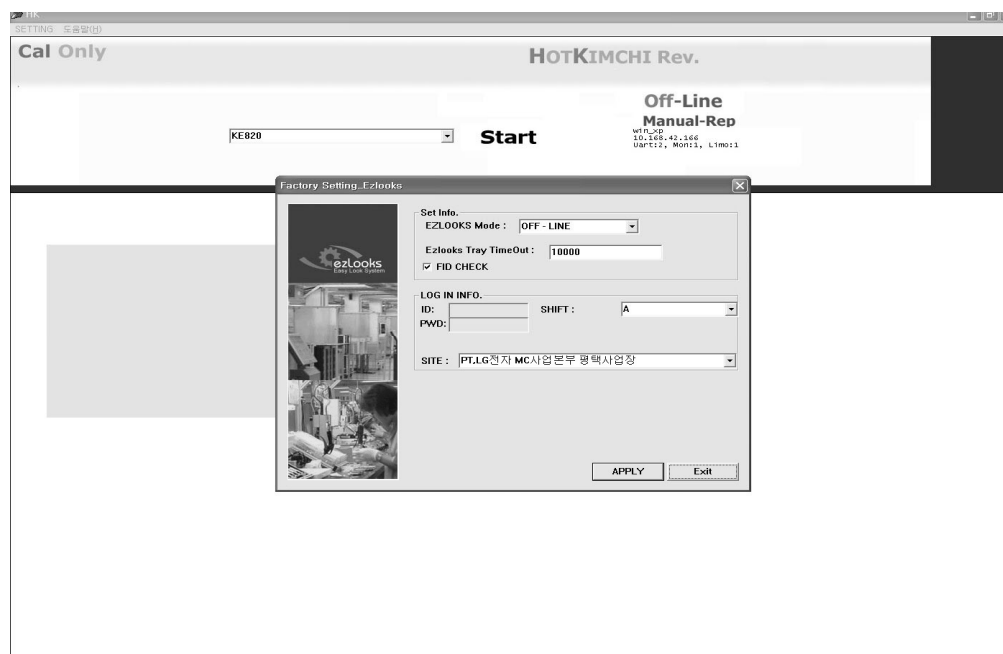 HK
SETTING 도움말(H)
Cal Only
HOTKIMCHI Rev.
Off-Line
Manual-Rep
KE820
Start
win_xp
10.168.42.166
Uart:2, Mon:1, Limo:1
Factory Setting_Ezlooks
ezLooks
Easy Look System
Set Info.
EZLOOKS Mode : OFF - LINE
Ezlooks Tray TimeOut : 10000
FID CHECK
LOG IN INFO.
ID: SHIFT : A
PWD:
SITE : PT,LG전자 MC사업본부 평택사업장
APPLY Exit